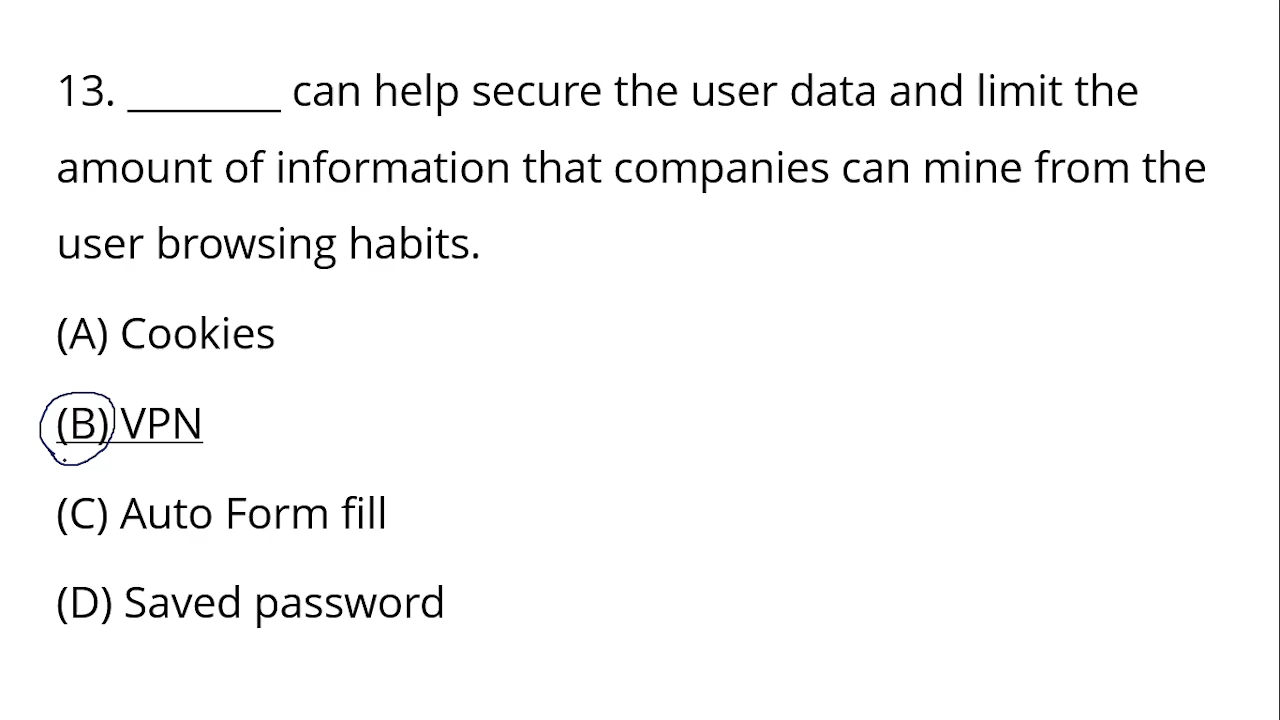 13. ________ can help secure the user data and limit the
amount of information that companies can mine from the
user browsing habits.
(A) Cookies
(B) VPN
(C) Auto Form fill
(D) Saved password